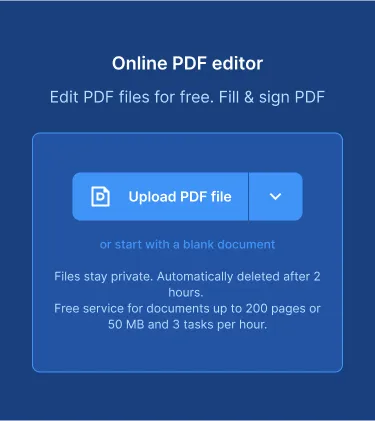 Online PDF editor
Edit PDF files for free. Fill & sign PDF
Upload PDF file
or start with a blank document
Files stay private. Automatically deleted after 2
hours.
Free service for documents up to 200 pages or
50 MB and 3 tasks per hour.